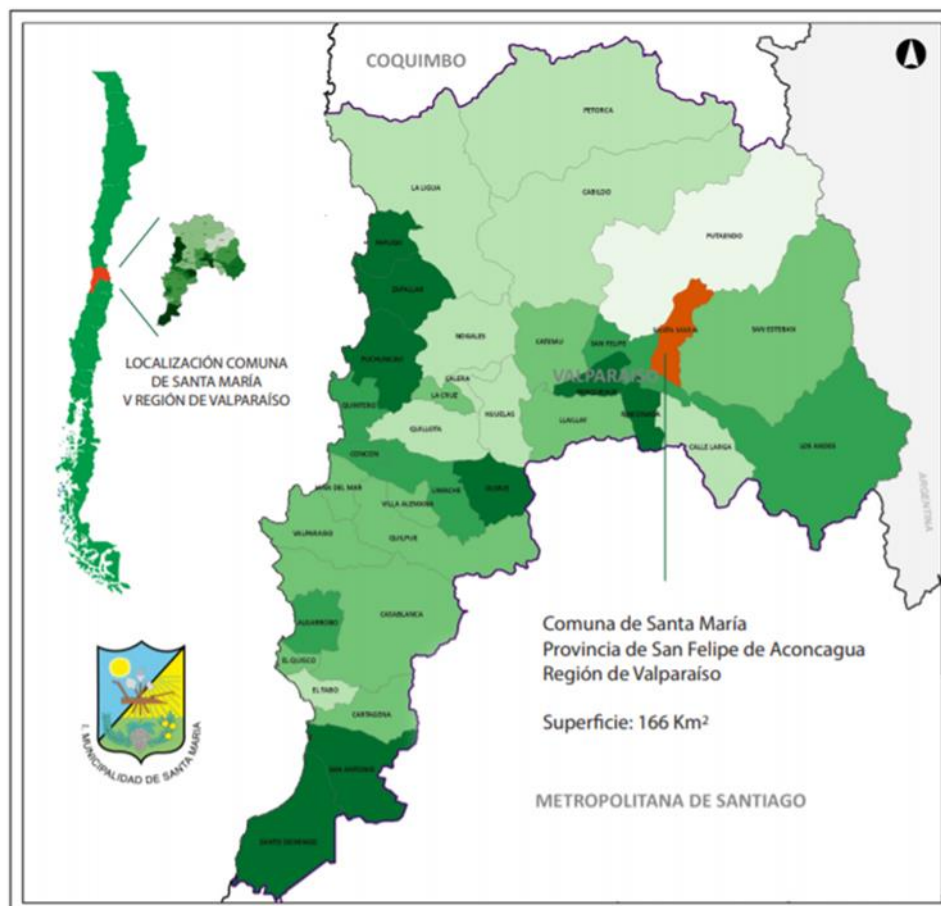 COQUIMBO
PETORCA
LA LIGUA
CABILDO
PUTAENDO
PAPUDO
ZAPALLAR
SANTA MARIA
SAN ESTEBAN
NOGALES
CATEMU
SAN FELIPE
LOCALIZACIÓN COMUNA
DE SANTA MARÍA
V REGIÓN DE VALPARAÍSO
PUCHUNCAVI
CALERA
VALPARAÍSO
LA CRUZ
QUINTERO
HIJUELAS
LLAILLAY
RINCONADA
QUILLOTA
CALLE LARGA
LOS ANDES
CONCON
ARGENTINA
VIÑA DEL MAR
LIMACHE
OLMUE
VILLA ALEMANA
VALPARAISO
QUILPUE
CASABLANCA
ALGARROBO
Comuna de Santa María
Provincia de San Felipe de Aconcagua
Región de Valparaíso
EL QUISCO
EL TABO
CARTAGENA
Superficie: 166 Km²
I. MUNICIPALIDAD DE SANTA MARIA
SAN ANTONIO
METROPOLITANA DE SANTIAGO
SANTO DOMINGO